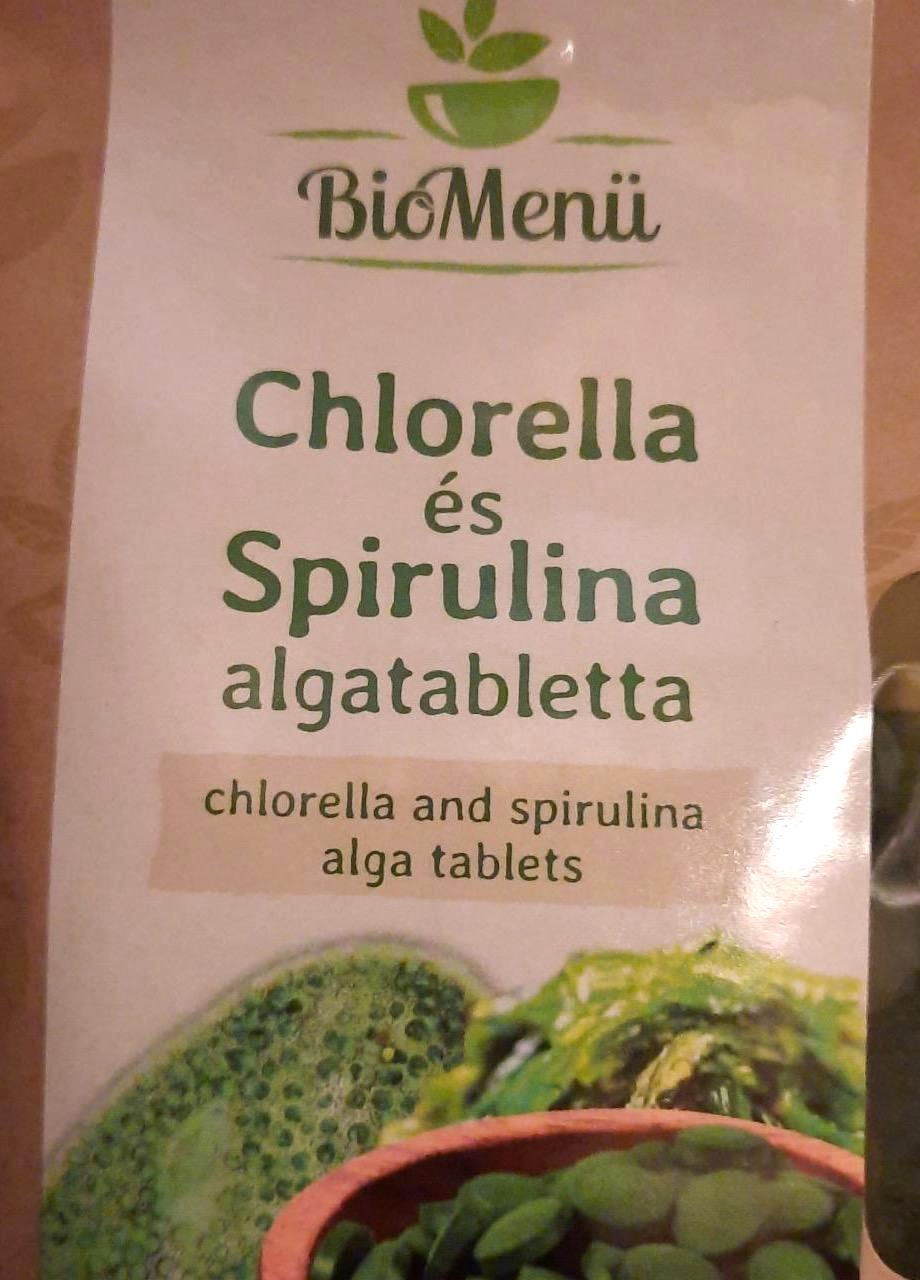 BioMenü
Chlorella
és
Spirulina
algatabletta
chlorella and spirulina
alga tablets